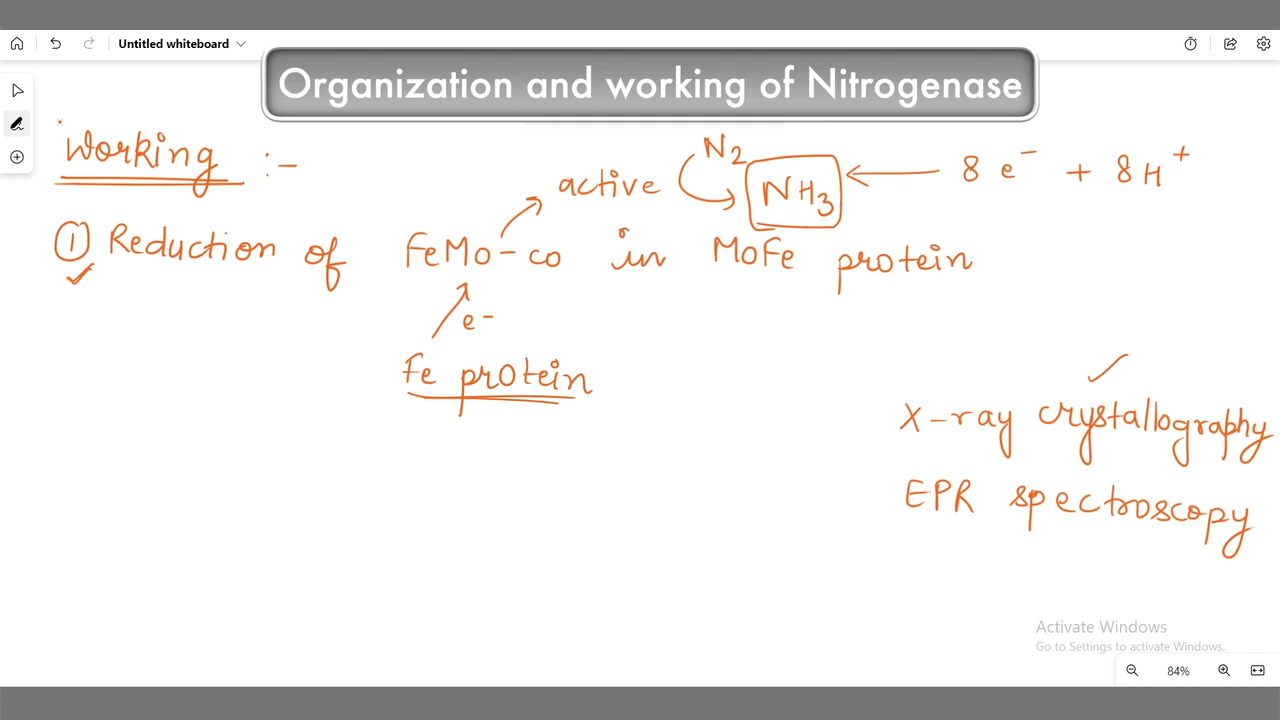 Untitled whiteboard
Organization and working of Nitrogenase
Working :-
N2
active NH3 ← 8 e⁻ + 8H⁺
① Reduction of FeMo-co in MoFe protein
e⁻
Fe protein
X-ray crystallography
EPR spectroscopy
Activate Windows
Go to Settings to activate Windows.
84%